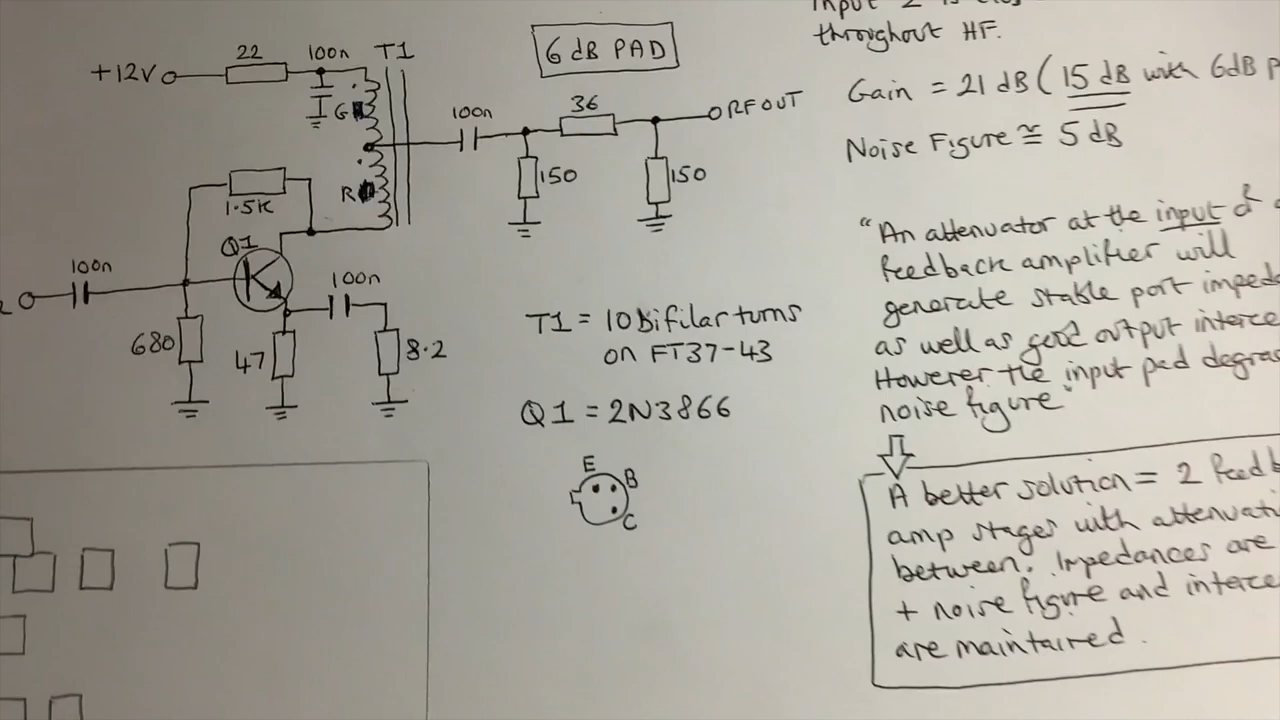 22 100n T1
+12V
G
R
100n
36
RF OUT
150
150
6 dB PAD
1.5K
Q1
100n
100n
680
47
8.2
T1 = 10 Bifilar turns
on FT37-43
Q1 = 2N3866
E
B
C
throughout HF.
Gain = 21 dB (15 dB with 6dB
Noise Figure ≅ 5 dB
"An attenuator at the input of
feedback amplifier will
generate stable port
as well as good output
However the input pad
noise figure"
A better solution = 2
amp stages with
between. Impedances are
+ noise figure and
are maintained.